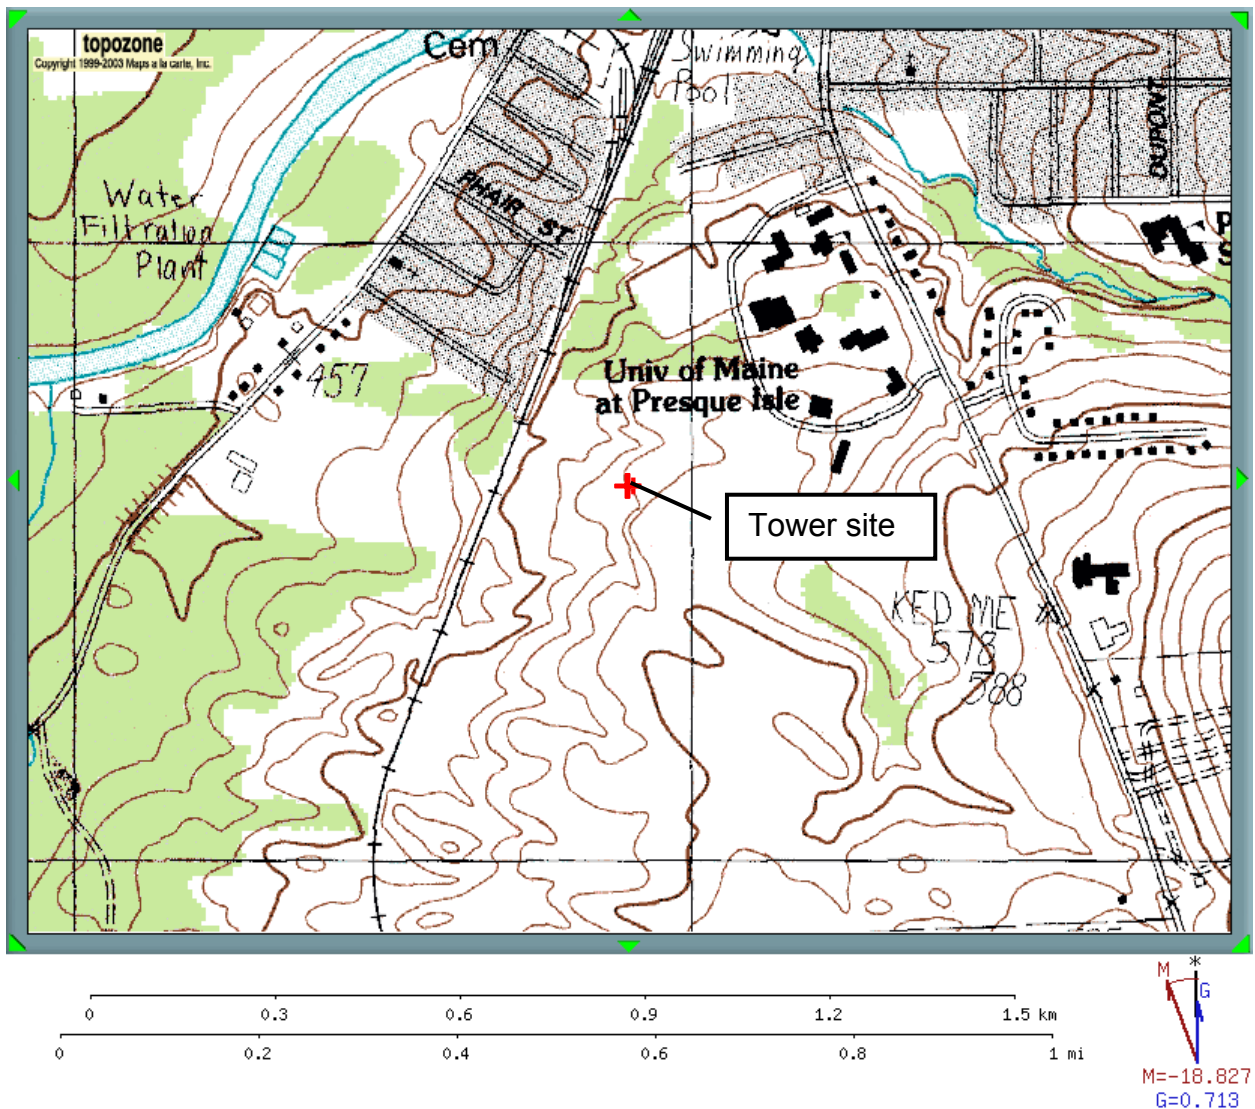 topozone
Copyright 1999-2003 Maps a la carte, Inc.
Cem
Swimming
Pool
DUPONT
Water
Filtration
Plant
PHAIR ST
P
S
457
Univ of Maine
at Presque Isle
Tower site
KED ME
578
588
0 0.3 0.6 0.9 1.2 1.5 km
0 0.2 0.4 0.6 0.8 1 mi
*
M
G
M=-18.827
G=0.713